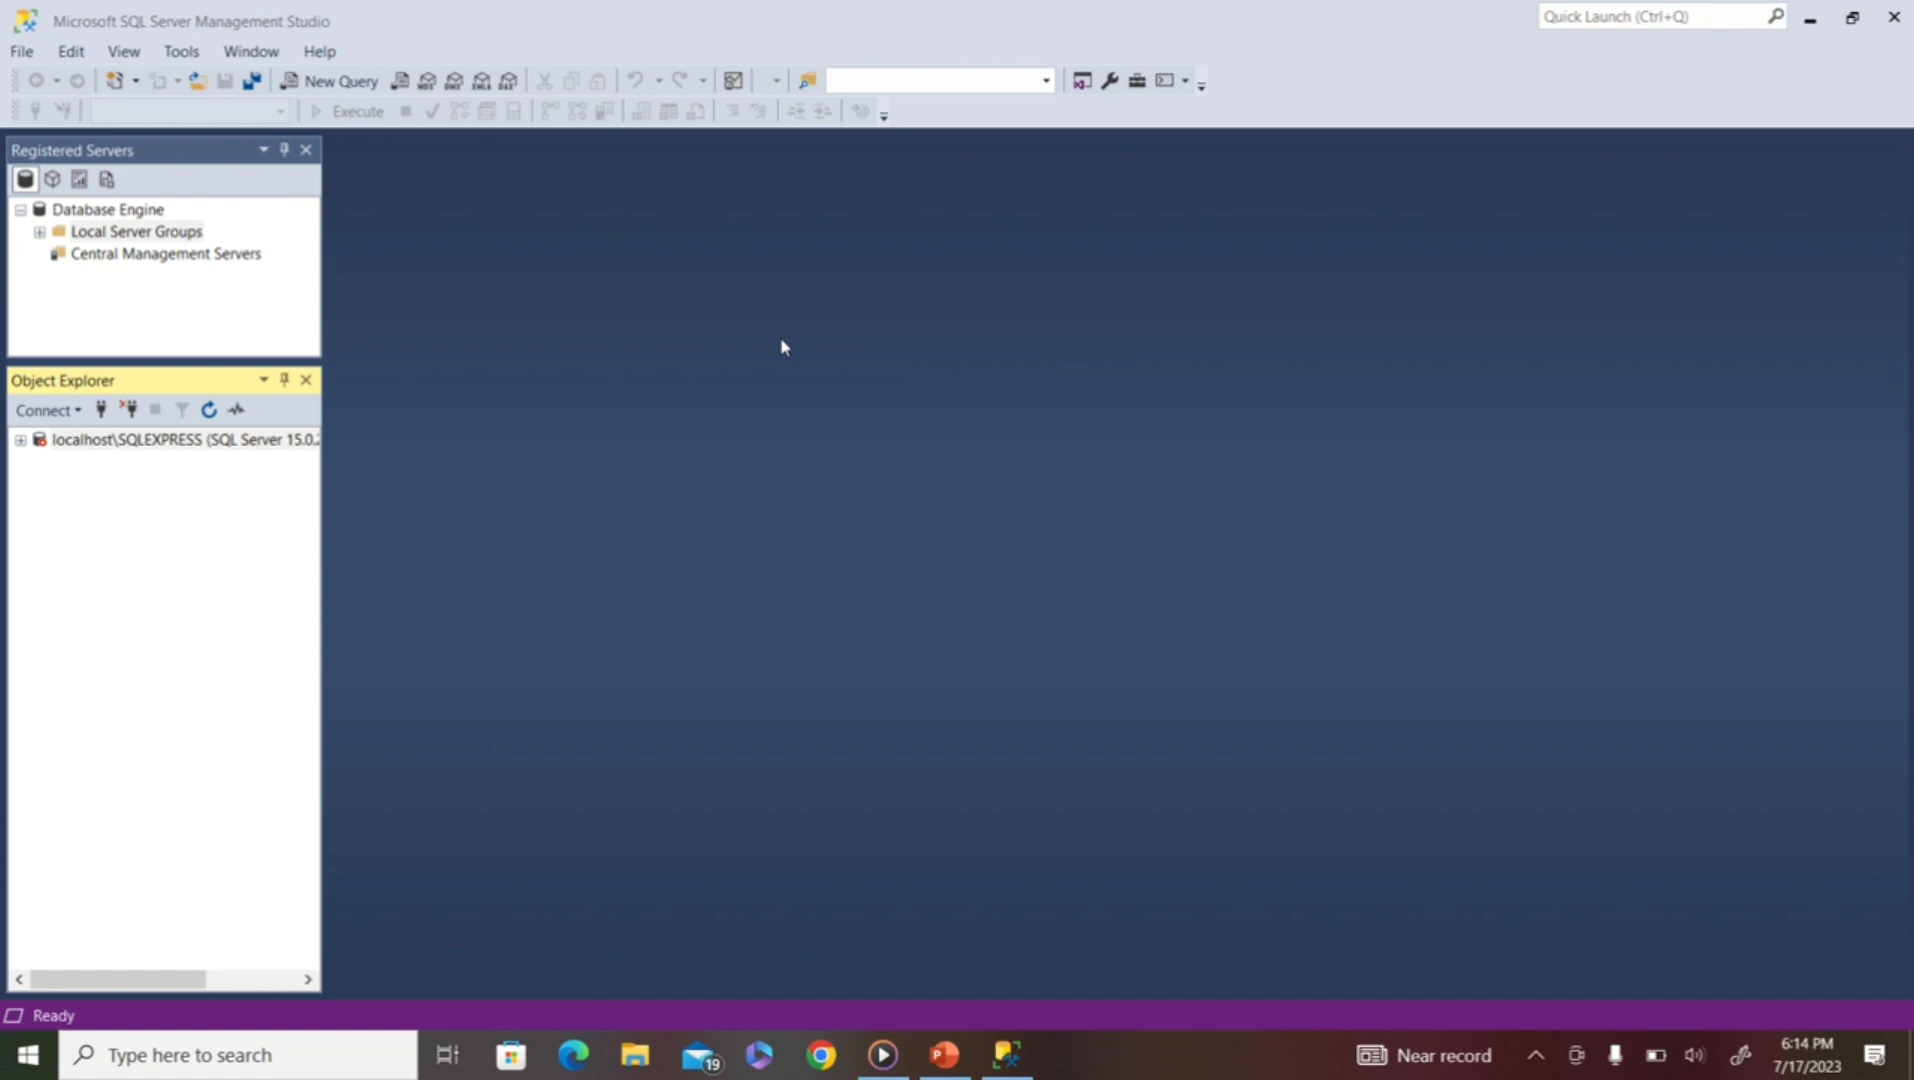 Microsoft SQL Server Management Studio
Quick Launch (Ctrl+Q)
File Edit View Tools Window Help
New Query
Execute
Registered Servers
Database Engine
Local Server Groups
Central Management Servers
Object Explorer
Connect
localhost\SQLEXPRESS (SQL Server 15.0.
Ready
Type here to search
19
Near record
6:14 PM
7/17/2023